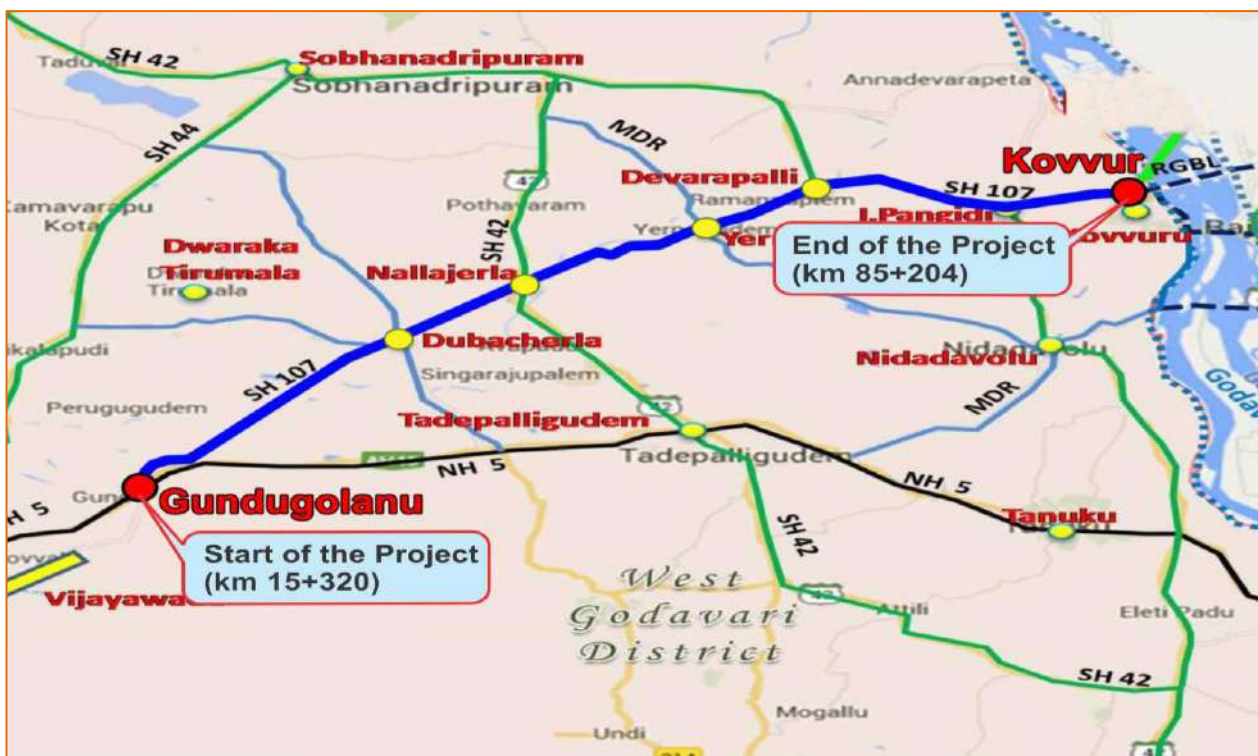 SH 42
Sobhanadripuram
Sobhanadripuram
Annadevarapeta
SH 44
MDR
Kovvur
RGBL
Devarapalli
SH 107
Pothavaram
SH 42
I.Pangidi
Kota
Dwaraka
Tirumala
Tirumala
Nallajerla
End of the Project
(km 85+204)
Dubacherla
Nidadavolu
SH 107
Singarajupalem
MDR
Perugugudem
Tadepalligudem
42
Tadepalligudem
NH 5
NH 5
Gundugolanu
Tanuku
Start of the Project
(km 15+320)
SH 42
West
Godavari
District
Attili
Eleti Padu
SH 42
Mogallu
Undi